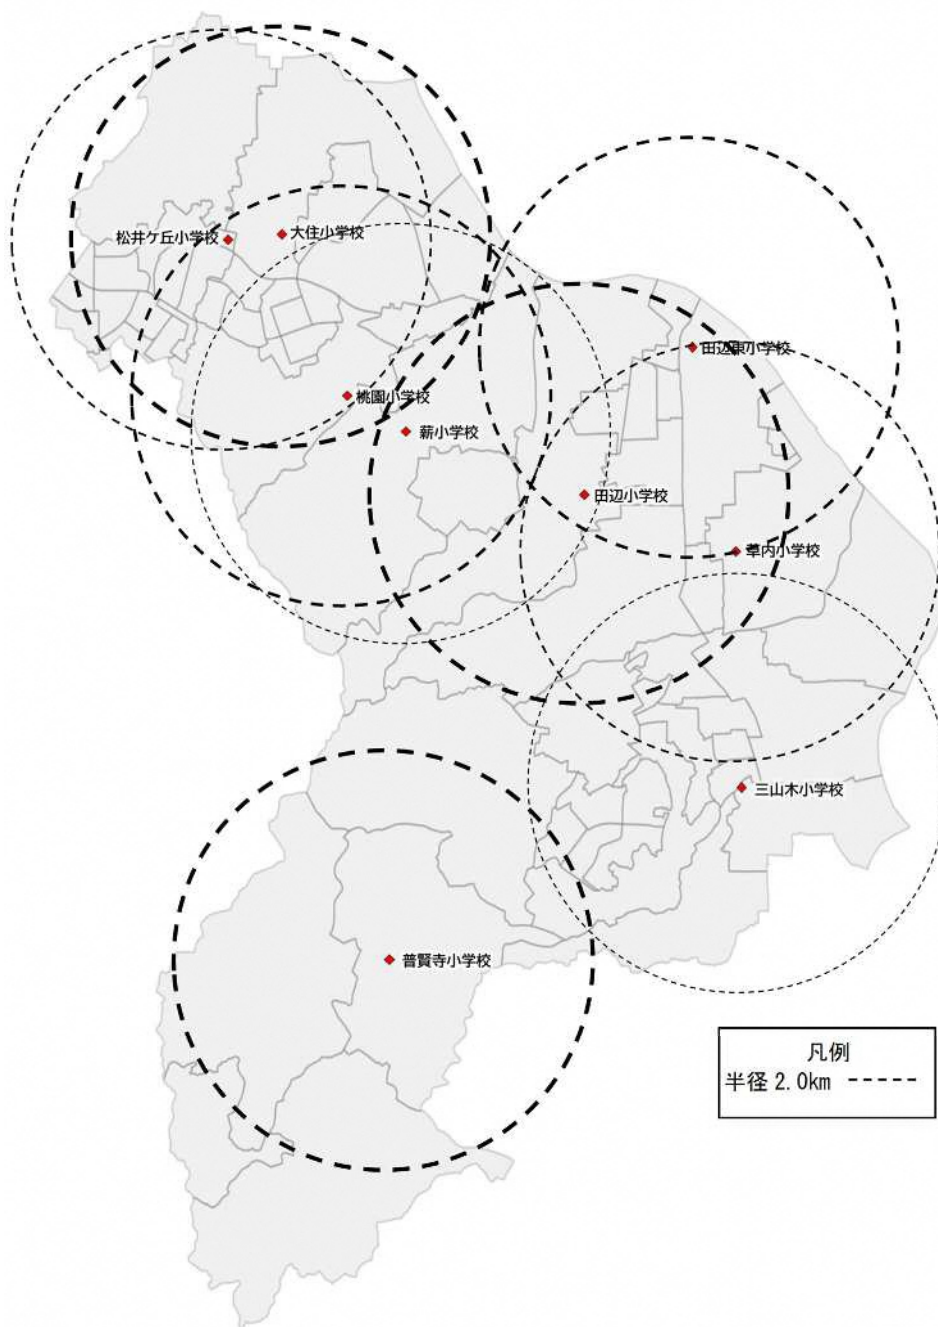 松井ケ丘小学校
大住小学校
田辺東小学校
桃園小学校
薪小学校
田辺小学校
草内小学校
三山木小学校
普賢寺小学校
凡例
半径 2.0km